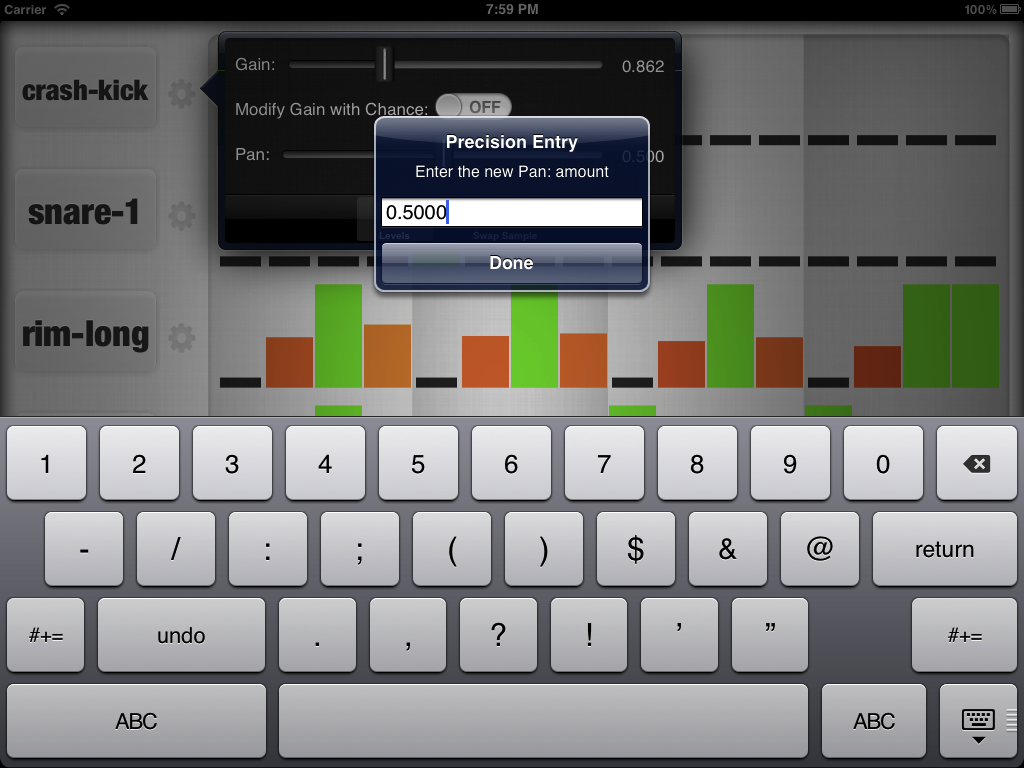 Carrier 7:59 PM 100%
crash-kick
Gain: 0.862
Modify Gain with Chance: OFF
Pan: 0.500
Precision Entry
Enter the new Pan: amount
0.5000
Levels Swap Sample
Done
snare-1
rim-long
1 2 3 4 5 6 7 8 9 0
- / : ; ( ) $ & @ return
#+= undo . , ? ! ’ ” #+=
ABC ABC